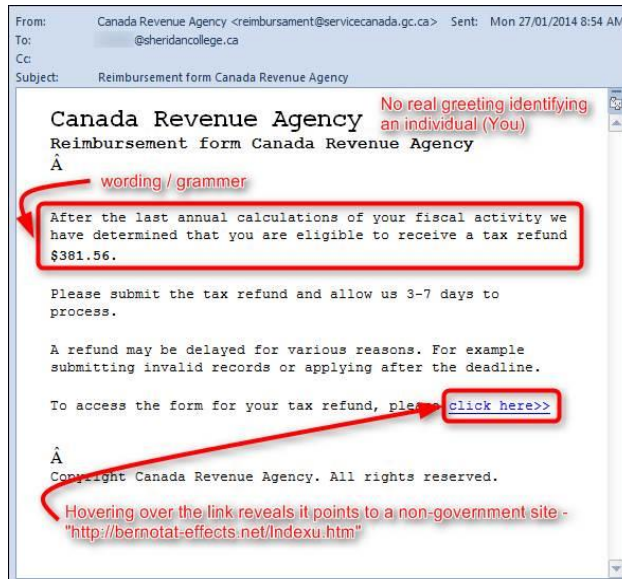 From: Canada Revenue Agency <reimbursament@servicecanada.gc.ca> Sent: Mon 27/01/2014 8:54 AM
To: @sheridancollege.ca
Cc:
Subject: Reimbursement form Canada Revenue Agency
Canada Revenue Agency
No real greeting identifying
an individual (You)
Reimbursement form Canada Revenue Agency
Â
wording / grammer
After the last annual calculations of your fiscal activity we
have determined that you are eligible to receive a tax refund
$381.56.
Please submit the tax refund and allow us 3-7 days to
process.
A refund may be delayed for various reasons. For example
submitting invalid records or applying after the deadline.
To access the form for your tax refund, please click here>>
Â
Copyright Canada Revenue Agency. All rights reserved.
Hovering over the link reveals it points to a non-government site -
"http://bernotat-effects.net/Indexu.htm"